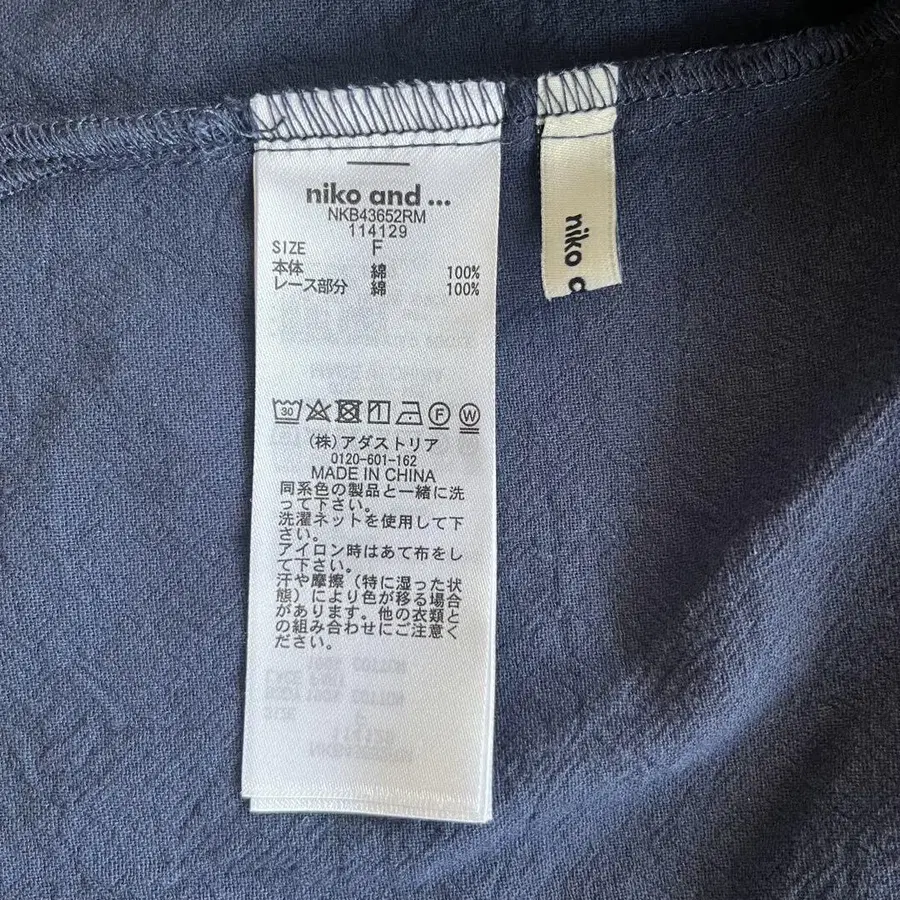 niko and ...
NKB43652RM
114129
SIZE F
本体 綿 100%
レース部分 綿 100%
30
F W
(株)アダストリア
0120-601-162
MADE IN CHINA
同系色の製品と一緒に洗
って下さい。
洗濯ネットを使用して下
さい。
アイロン時はあて布をし
て下さい。
汗や摩擦（特に湿った状
態）により色が移る場合
があります。他の衣類と
の組み合わせにご注意く
ださい。
niko a